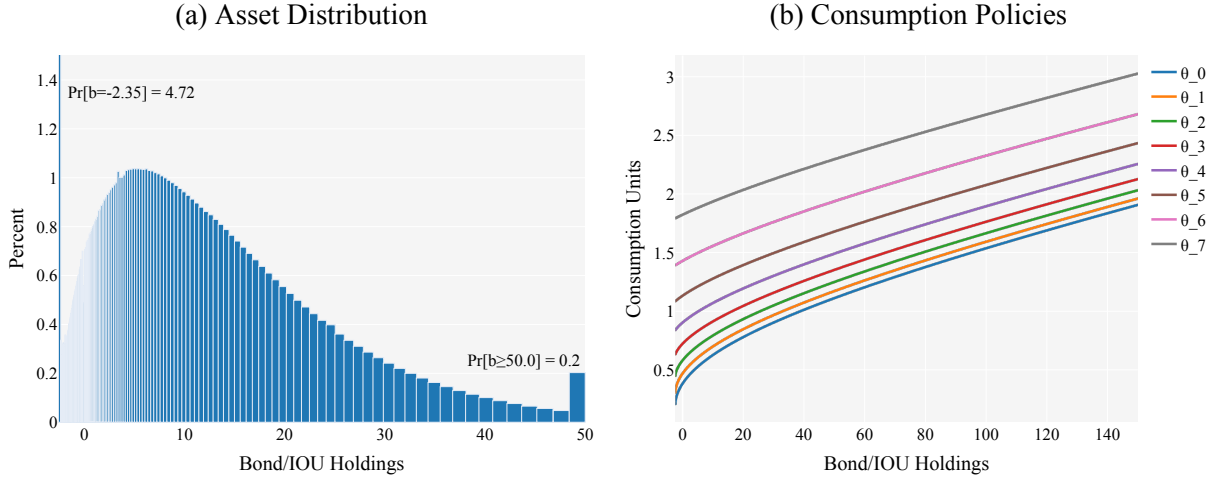 (a) Asset Distribution
Pr[b=-2.35] = 4.72
Pr[b≥50.0] = 0.2
Percent
1.4
1.2
1
0.8
0.6
0.4
0.2
0
0
10
20
30
40
50
Bond/IOU Holdings
(b) Consumption Policies
Consumption Units
3
2.5
2
1.5
1
0.5
0
20
40
60
80
100
120
140
Bond/IOU Holdings
θ_0
θ_1
θ_2
θ_3
θ_4
θ_5
θ_6
θ_7